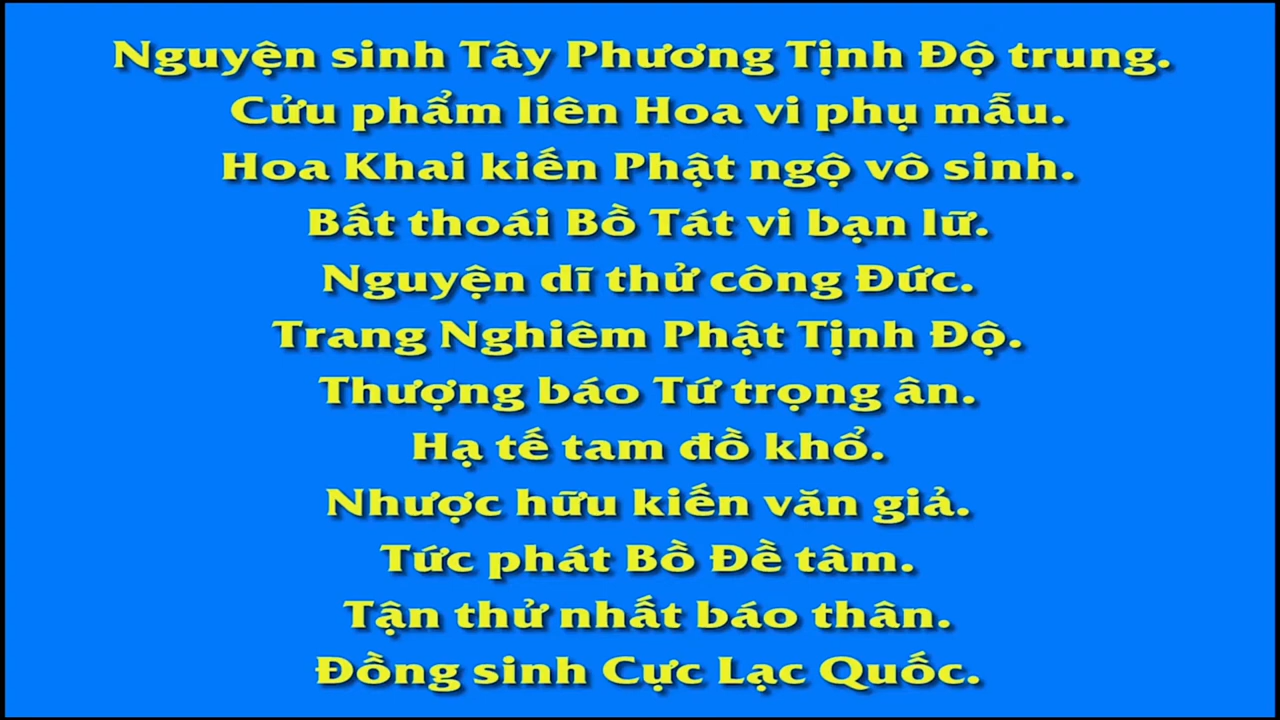 Nguyện sinh Tây Phương Tịnh Độ trung.
Cửu phẩm liên Hoa vi phụ mẫu.
Hoa Khai kiến Phật ngộ vô sinh.
Bất thoái Bồ Tát vi bạn lữ.
Nguyện dĩ thử công Đức.
Trang Nghiêm Phật Tịnh Độ.
Thượng báo Tứ trọng ân.
Hạ tế tam đồ khổ.
Nhược hữu kiến văn giả.
Tức phát Bồ Đề tâm.
Tận thử nhất báo thân.
Đồng sinh Cực Lạc Quốc.